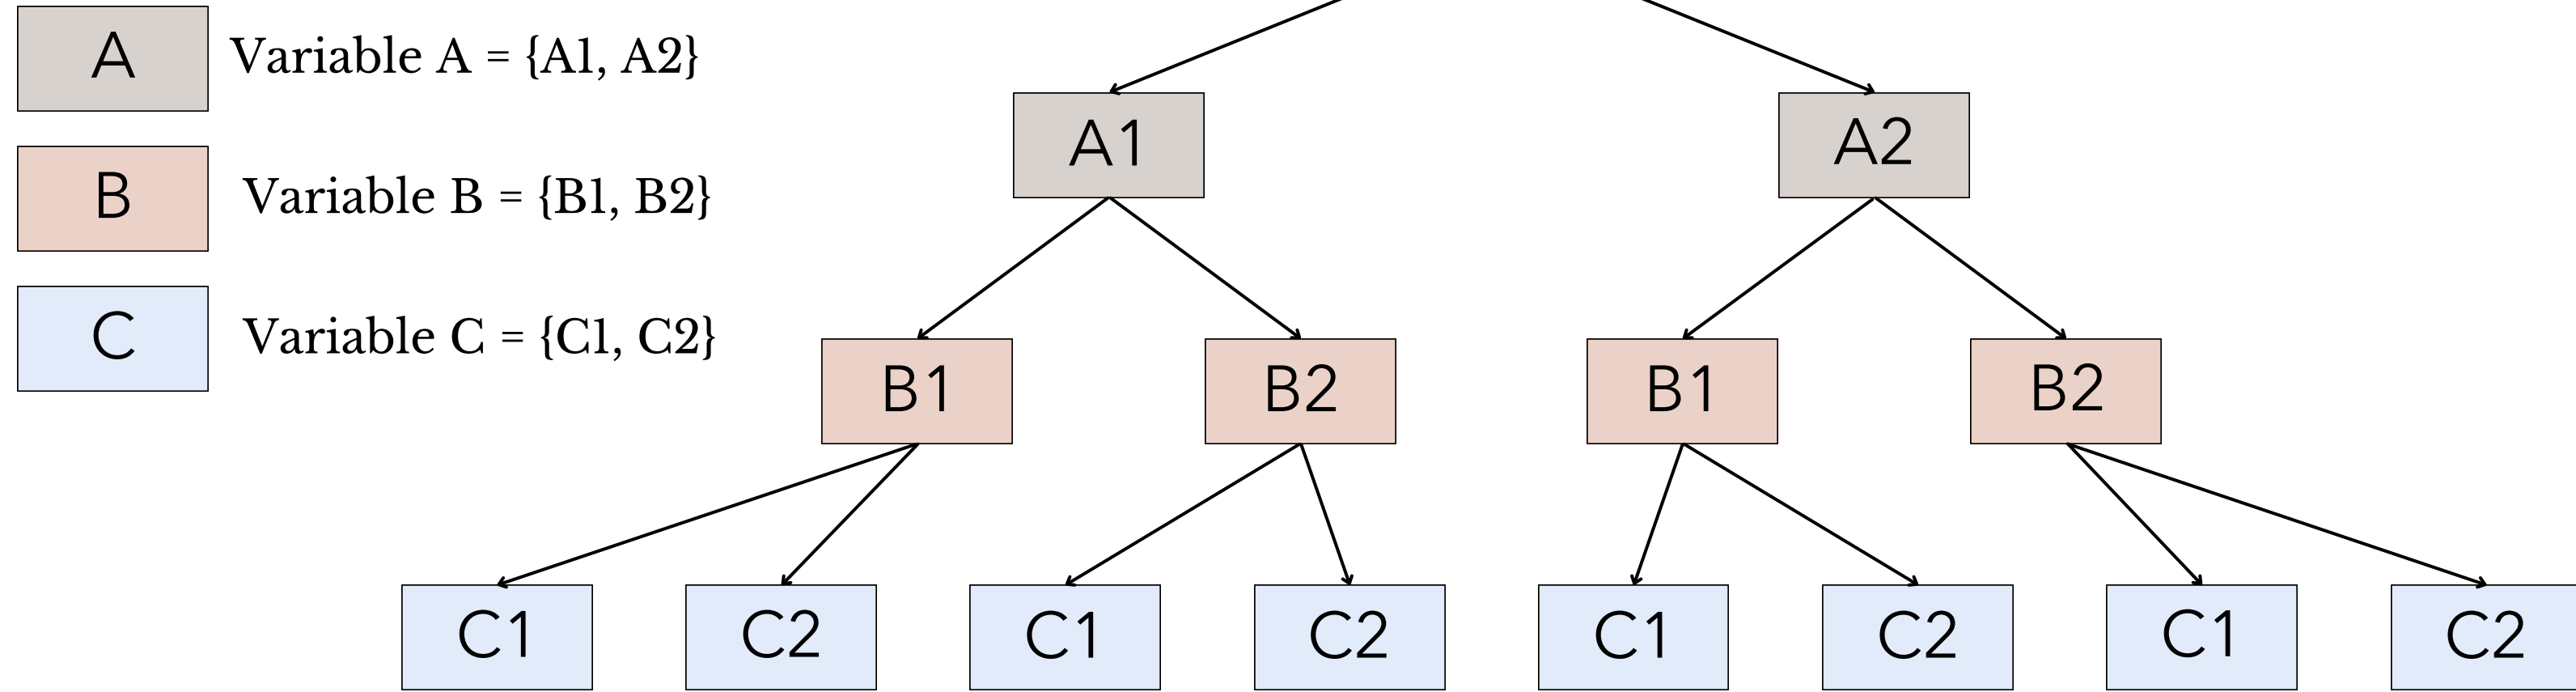 A
Variable A = {A1, A2}
B
Variable B = {B1, B2}
C
Variable C = {C1, C2}
A1
A2
B1
B2
B1
B2
C1
C2
C1
C2
C1
C2
C1
C2